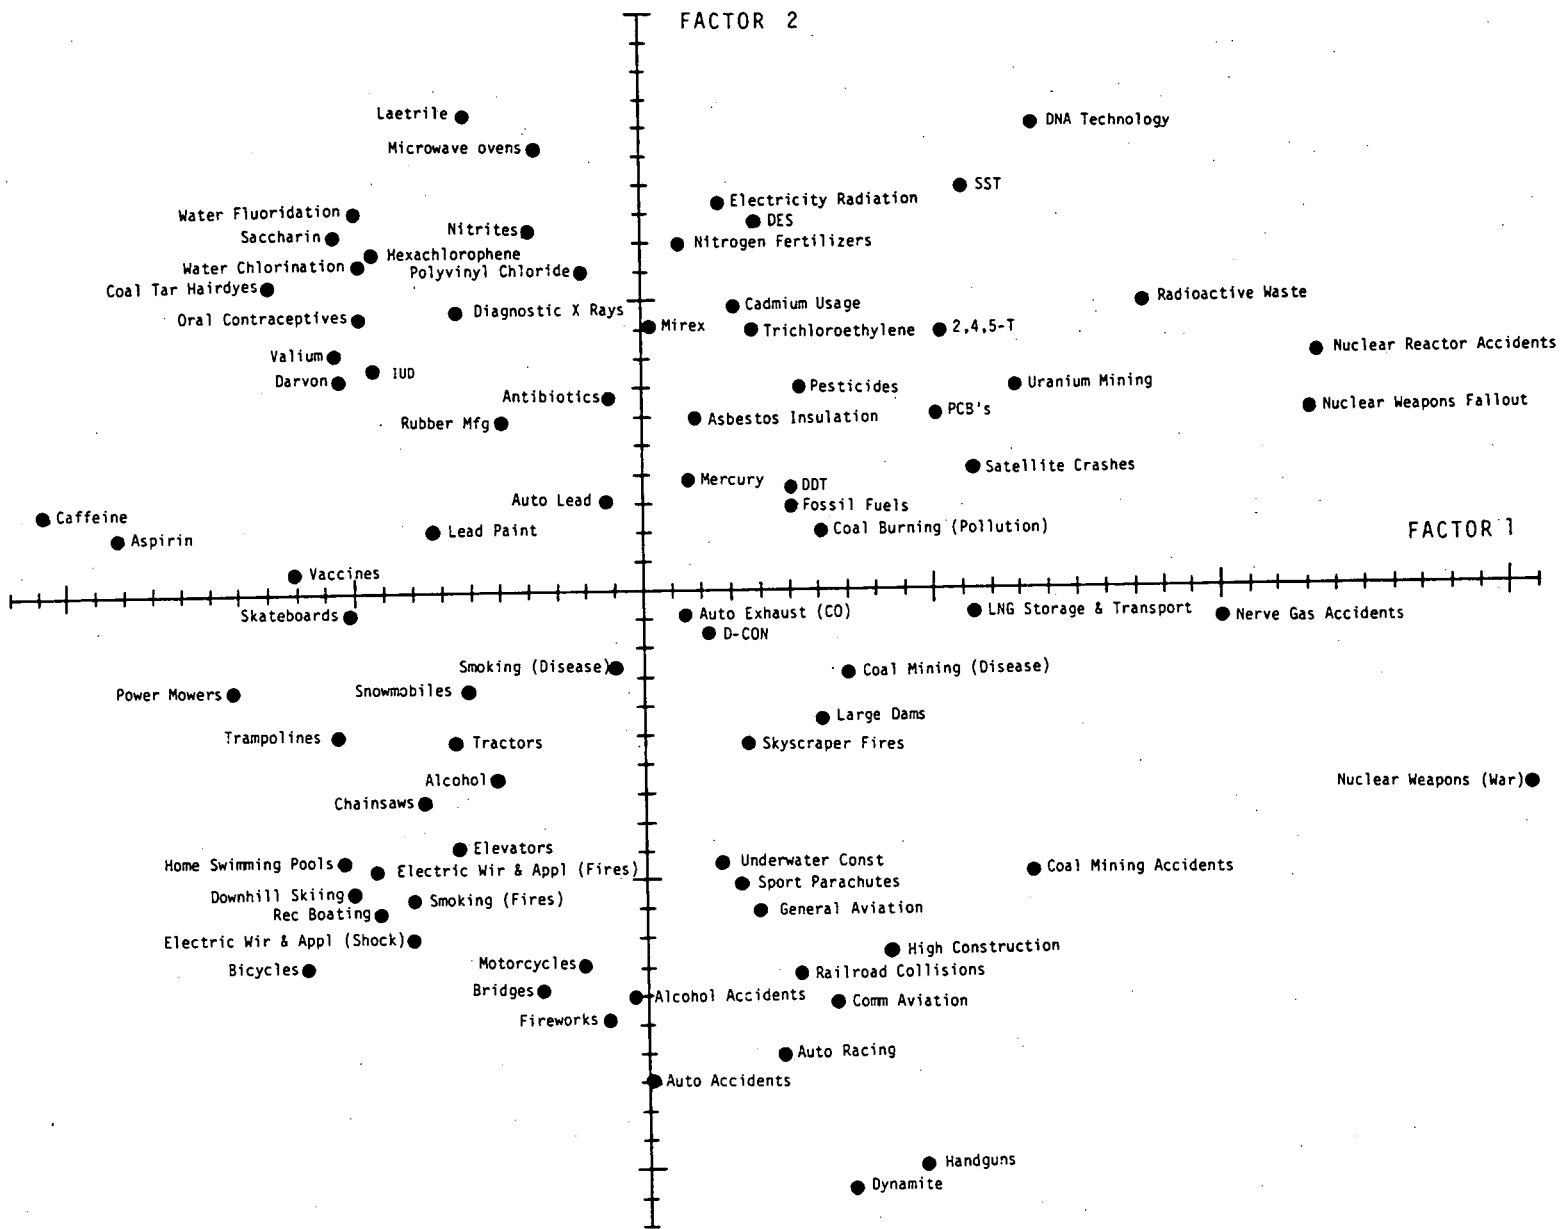 FACTOR 2
Laetrile
DNA Technology
Microwave ovens
SST
Electricity Radiation
Water Fluoridation
DES
Nitrites
Saccharin
Nitrogen Fertilizers
Hexachlorophene
Water Chlorination
Polyvinyl Chloride
Coal Tar Hairdyes
Radioactive Waste
Cadmium Usage
Diagnostic X Rays
Oral Contraceptives
Mirex
Trichloroethylene
2,4,5-T
Nuclear Reactor Accidents
Valium
IUD
Darvon
Pesticides
Uranium Mining
Antibiotics
Nuclear Weapons Fallout
PCB's
Asbestos Insulation
Rubber Mfg
Satellite Crashes
Mercury
DDT
Auto Lead
Fossil Fuels
Caffeine
Lead Paint
Coal Burning (Pollution)
FACTOR 1
Aspirin
Vaccines
Skateboards
Auto Exhaust (CO)
LNG Storage & Transport
Nerve Gas Accidents
D-CON
Smoking (Disease)
Coal Mining (Disease)
Power Mowers
Snowmobiles
Large Dams
Trampolines
Tractors
Skyscraper Fires
Alcohol
Nuclear Weapons (War)
Chainsaws
Elevators
Home Swimming Pools
Electric Wir & Appl (Fires)
Underwater Const
Coal Mining Accidents
Sport Parachutes
Downhill Skiing
Smoking (Fires)
General Aviation
Rec Boating
Electric Wir & Appl (Shock)
High Construction
Bicycles
Motorcycles
Railroad Collisions
Bridges
Alcohol Accidents
Comm Aviation
Fireworks
Auto Racing
Auto Accidents
Handguns
Dynamite